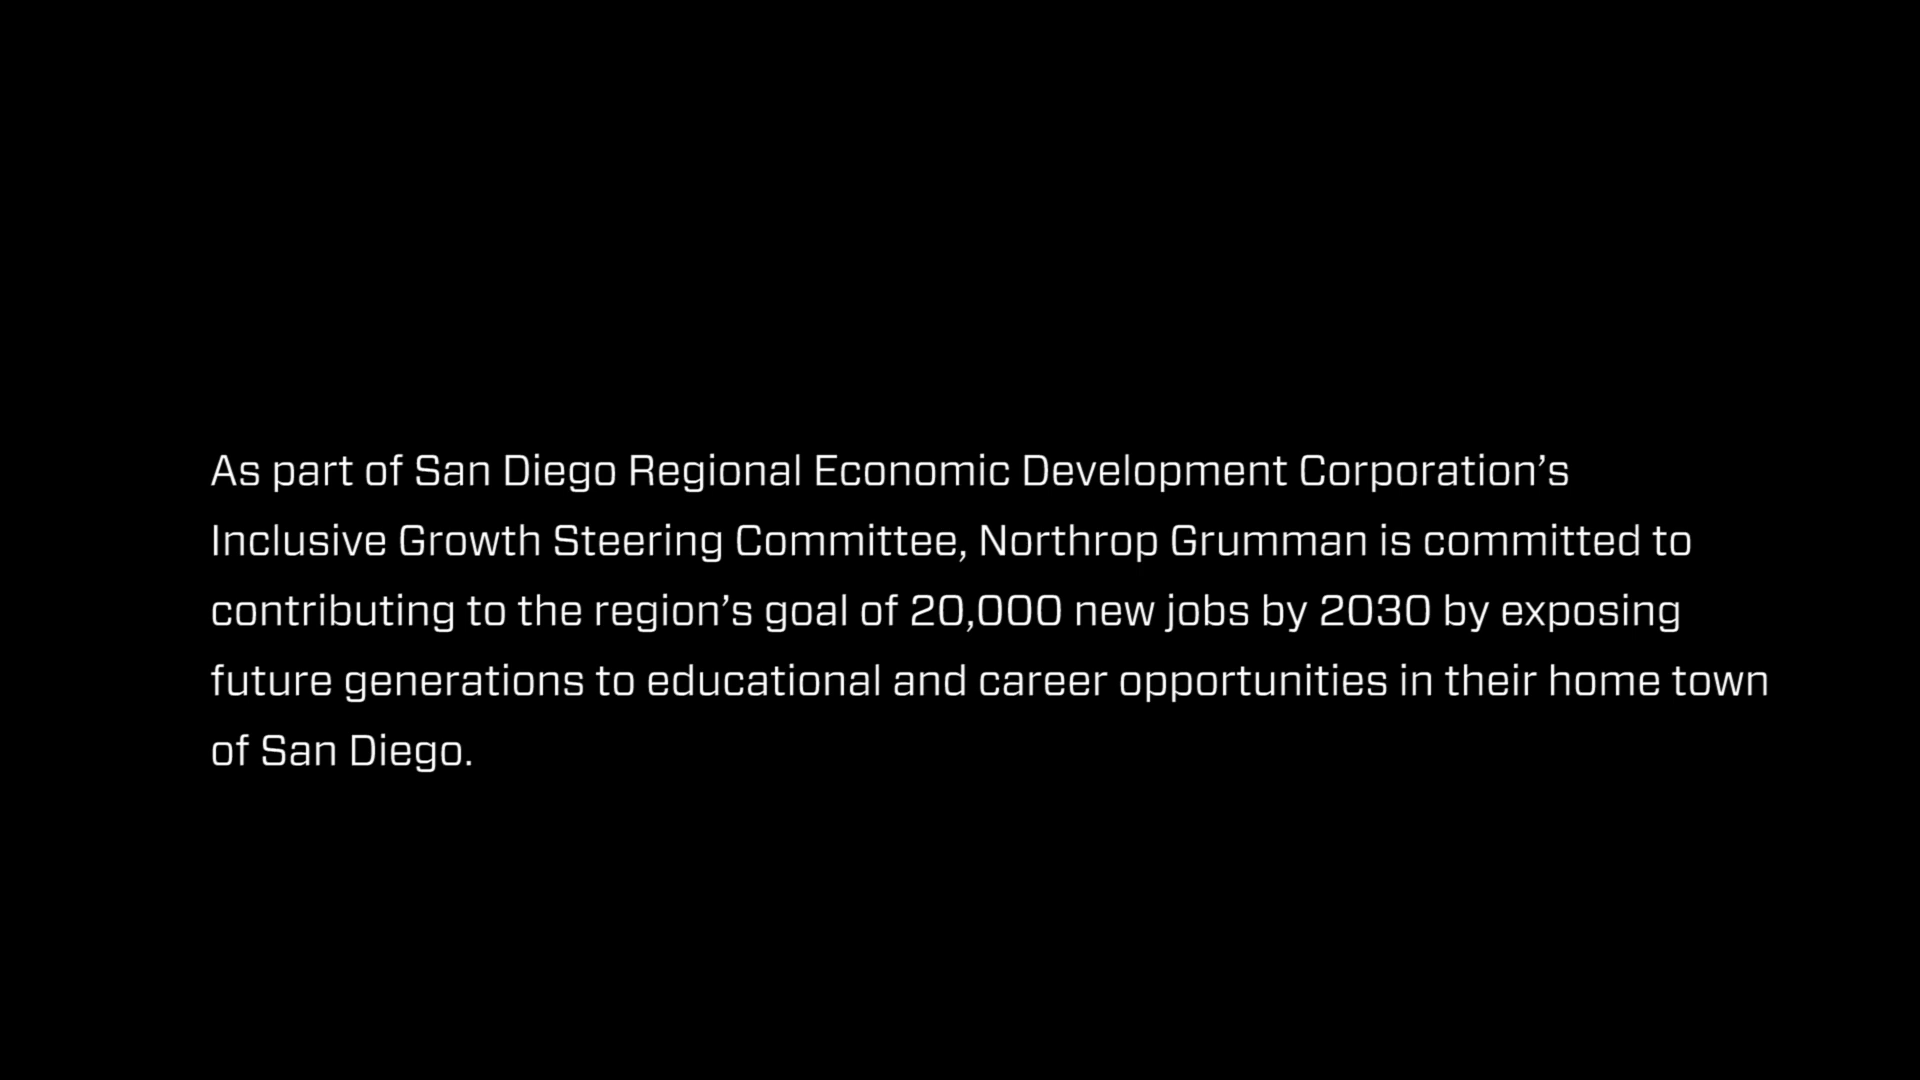 As part of San Diego Regional Economic Development Corporation’s
Inclusive Growth Steering Committee, Northrop Grumman is committed to
contributing to the region’s goal of 20,000 new jobs by 2030 by exposing
future generations to educational and career opportunities in their home town
of San Diego.